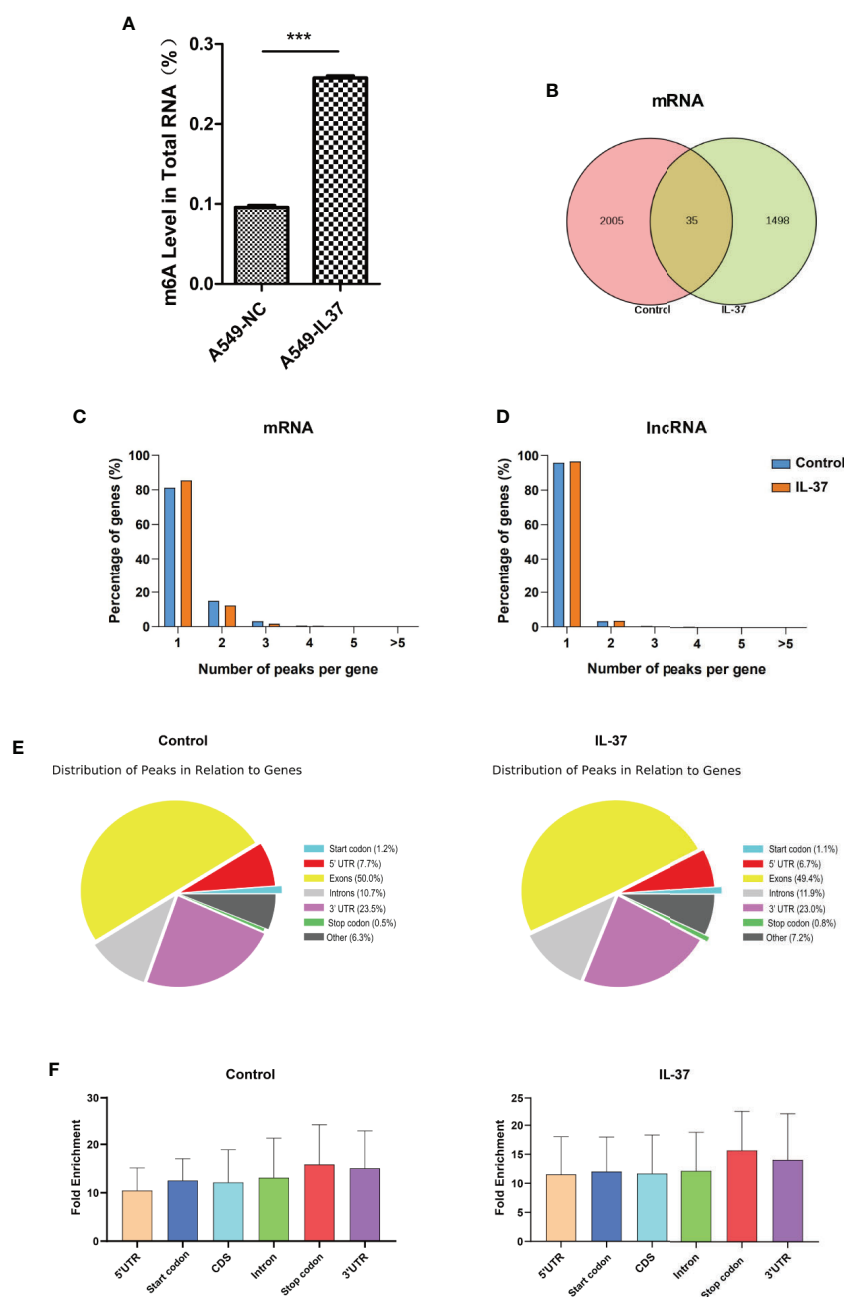 A
m6A Level in Total RNA (%)
0.3
0.2
0.1
0.0
***
A549-NC
A549-IL37
B
mRNA
2005
35
1498
Control
IL-37
C
mRNA
Percentage of genes (%)
100
80
60
40
20
0
1 2 3 4 5 >5
Number of peaks per gene
D
lncRNA
Percentage of genes (%)
100
80
60
40
20
0
1 2 3 4 5 >5
Number of peaks per gene
Control
IL-37
E
Control
Distribution of Peaks in Relation to Genes
Start codon (1.2%)
5' UTR (7.7%)
Exons (50.0%)
Introns (10.7%)
3' UTR (23.5%)
Stop codon (0.5%)
Other (6.3%)
IL-37
Distribution of Peaks in Relation to Genes
Start codon (1.1%)
5' UTR (6.7%)
Exons (49.4%)
Introns (11.9%)
3' UTR (23.0%)
Stop codon (0.8%)
Other (7.2%)
F
Control
Fold Enrichment
30
20
10
0
5'UTR
Start codon
CDS
Intron
Stop codon
3'UTR
IL-37
Fold Enrichment
25
20
15
10
5
0
5'UTR
Start codon
CDS
Intron
Stop codon
3'UTR